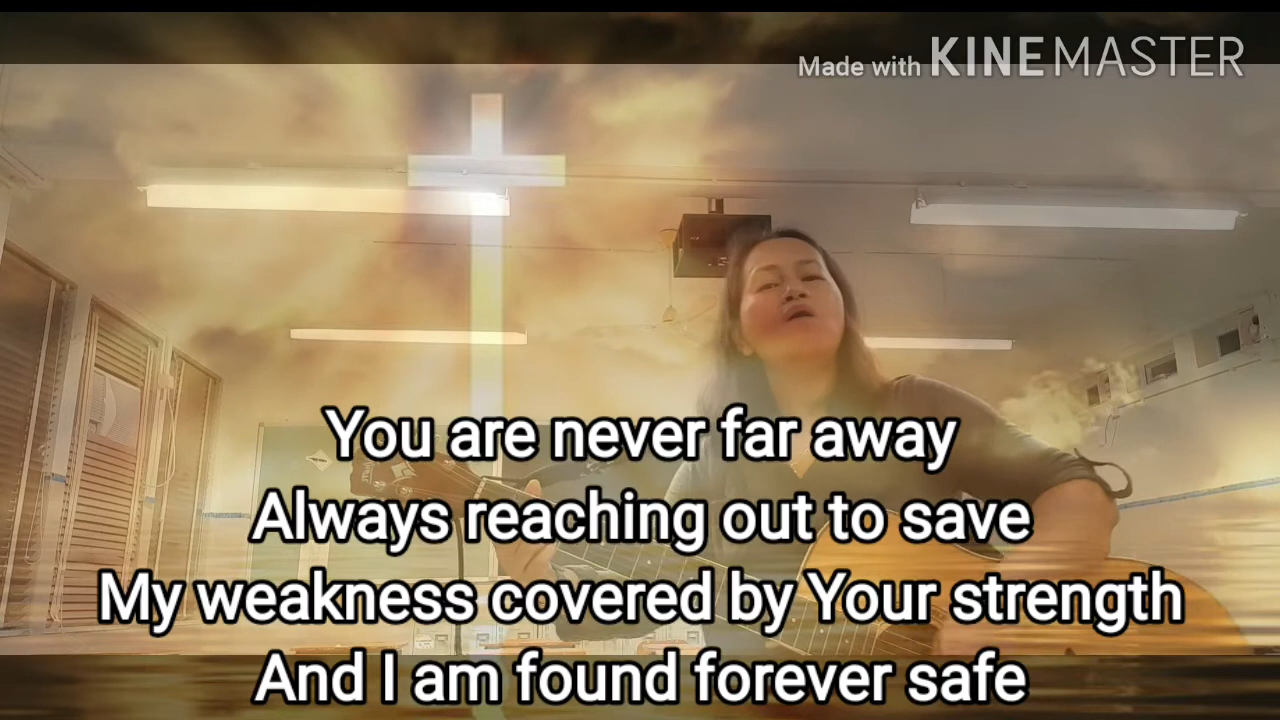 Made with KINEMASTER
You are never far away
Always reaching out to save
My weakness covered by Your strength
And I am found forever safe